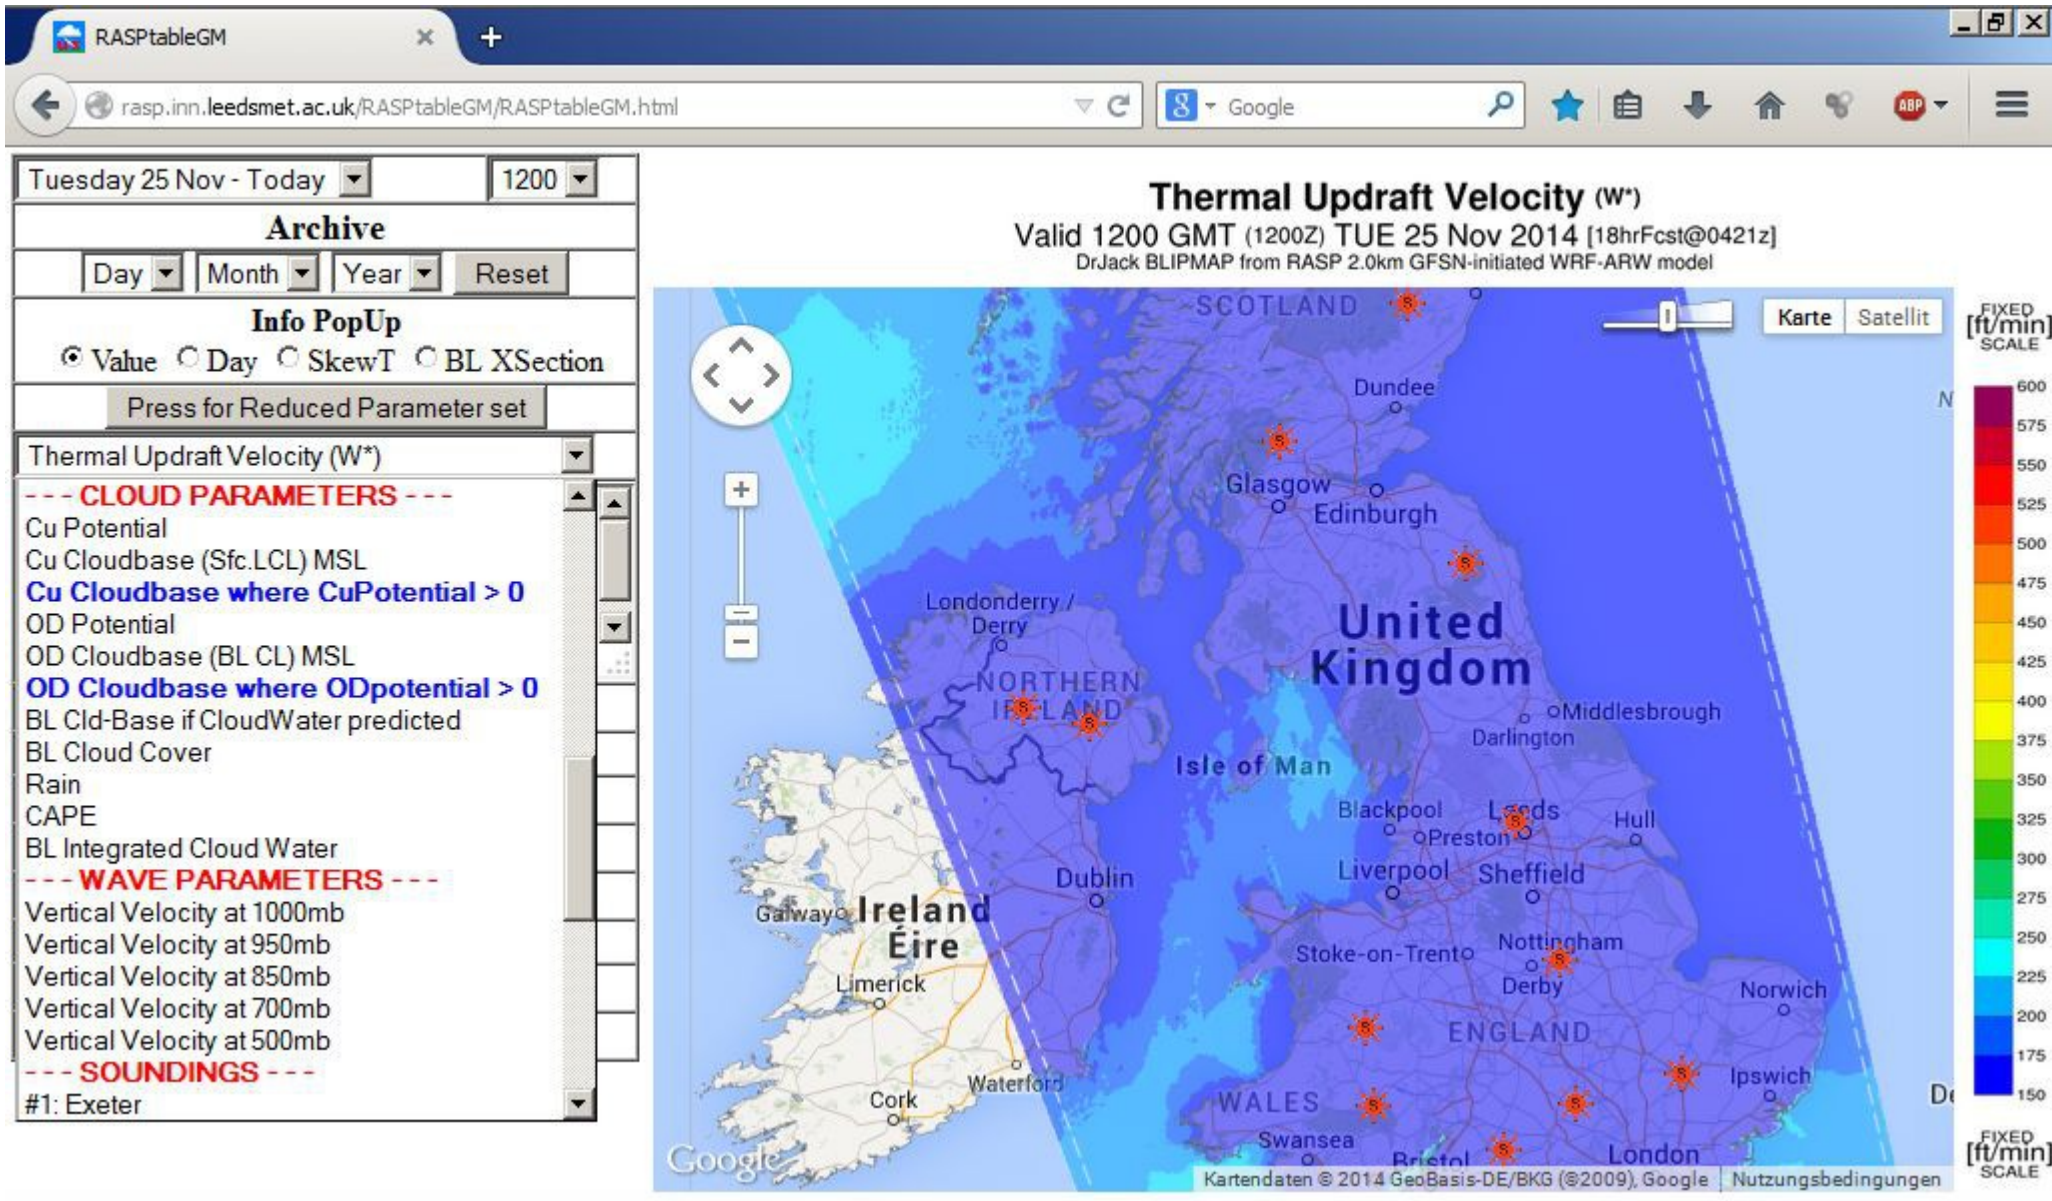 RASPtableGM
rasp.inn.leedsmet.ac.uk/RASPtableGM/RASPtableGM.html
8 Google
ABP
Tuesday 25 Nov - Today 1200
Archive
Day Month Year Reset
Info PopUp
Value Day SkewT BL XSection
Press for Reduced Parameter set
Thermal Updraft Velocity (W*)
- - - CLOUD PARAMETERS - - -
Cu Potential
Cu Cloudbase (Sfc.LCL) MSL
Cu Cloudbase where CuPotential > 0
OD Potential
OD Cloudbase (BL CL) MSL
OD Cloudbase where ODpotential > 0
BL Cld-Base if CloudWater predicted
BL Cloud Cover
Rain
CAPE
BL Integrated Cloud Water
- - - WAVE PARAMETERS - - -
Vertical Velocity at 1000mb
Vertical Velocity at 950mb
Vertical Velocity at 850mb
Vertical Velocity at 700mb
Vertical Velocity at 500mb
- - - SOUNDINGS - - -
#1: Exeter
Thermal Updraft Velocity (W*)
Valid 1200 GMT (1200Z) TUE 25 Nov 2014 [18hrFcst@0421z]
DrJack BLIPMAP from RASP 2.0km GFSN-initiated WRF-ARW model
SCOTLAND
Karte Satellit
Dundee
Glasgow
Edinburgh
Londonderry /
Derry
United
Kingdom
NORTHERN
IRELAND
Middlesbrough
Darlington
Isle of Man
Blackpool
Leeds
Hull
Preston
Liverpool
Sheffield
Dublin
Galway
Ireland
Éire
Stoke-on-Trent
Nottingham
Derby
Limerick
Norwich
ENGLAND
Waterford
Ipswich
Cork
WALES
Swansea
Bristol
London
Google
Kartendaten © 2014 GeoBasis-DE/BKG (©2009), Google Nutzungsbedingungen
FIXED
[ft/min]
SCALE
600
575
550
525
500
475
450
425
400
375
350
325
300
275
250
225
200
175
150
FIXED
[ft/min]
SCALE